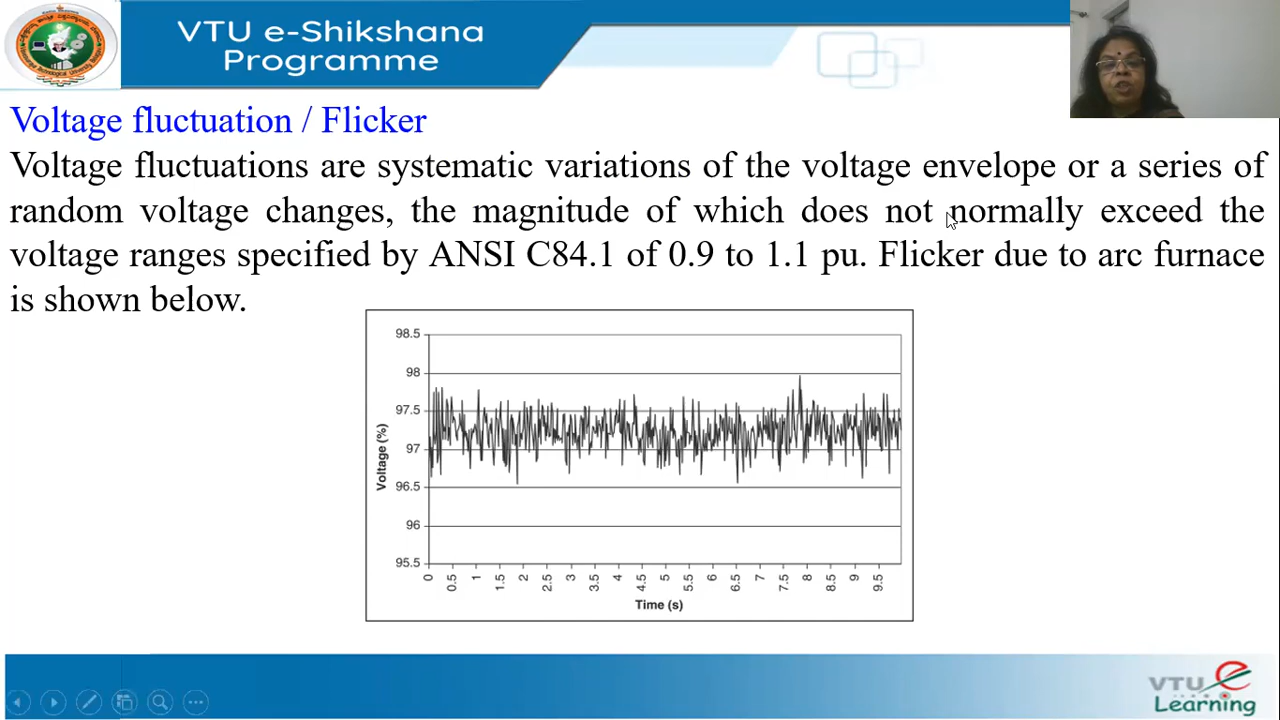 VTU e-Shikshana
Programme
Voltage fluctuation / Flicker
Voltage fluctuations are systematic variations of the voltage envelope or a series of
random voltage changes, the magnitude of which does not normally exceed the
voltage ranges specified by ANSI C84.1 of 0.9 to 1.1 pu. Flicker due to arc furnace
is shown below.
98.5
98
97.5
97
96.5
96
95.5
Voltage (%)
0 0.5 1 1.5 2 2.5 3 3.5 4 4.5 5 5.5 6 6.5 7 7.5 8 8.5 9 9.5
Time (s)
VTU e
Learning